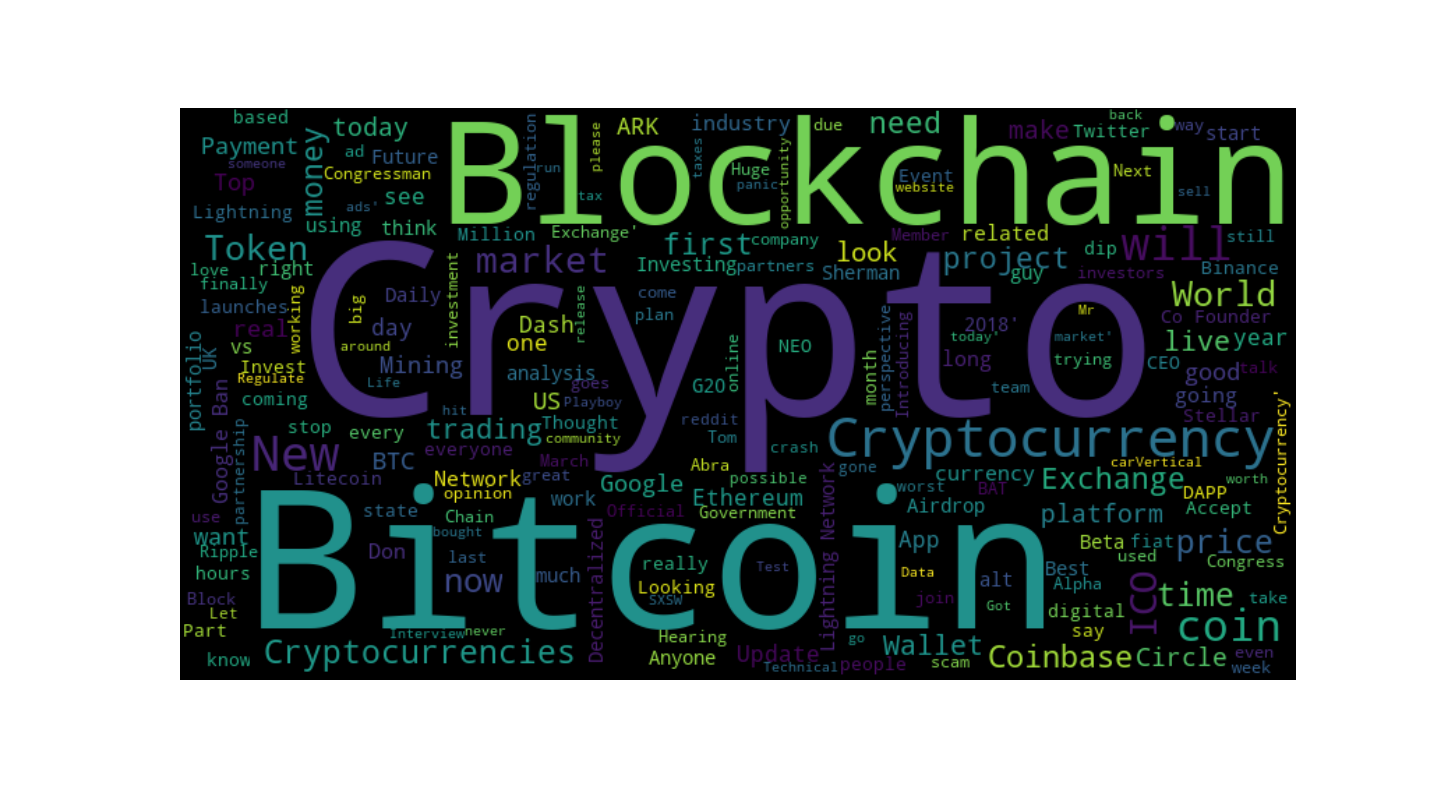 based
today
Payment
someone
ad
Future
Congressman
Top
money
ads'
see
Lightning
using
think
Token
Million
Exchange'
love
right
finally
launches
Daily
market
investment
working
big
real
day
portfolio
UK
vs
around
Invest
Mining
Regulate
Life
coming
Google Ban
Blockchain
regulation
run
please
tax
ARK
industry
due
need
taxes
Huge
panic
opportunity
Event
website
make
Twitter
back
way
start
Next
sell
first
company
Investing
partners
look
Sherman
Member
related
project
guy
dip
will
still
investors
Binance
World
Co Founder
live
year
CEO
good
talk
going
Stellar
Crypto
Dash
one
release
come
plan
analysis
goes
US
Playboy
NEO
G20
online
month
perspective
Introducing
2018'
today'
long
Mr
market'
trying
team
stop
every
hit
trading
Thought
community
reddit
Tom
crash
New
BTC
everyone
March
Litecoin
Network
great
opinion
Abra
possible
Google
Ethereum
Government
Official
work
Cryptocurrency
gone
currency
carVertical
Exchange
worth
worst
BAT
Airdrop
DAPP
Accept
Cryptocurrency'
partnership
use
want
Ripple
hours
Block
Let
Part
know
state
Chain
bought
Don
last
now
much
Bitcoin
Decentralized
really
Looking
SXSW
Test
Lightning Network
App
Data
join
alt
Got
platform
Beta
fiat
used
price
Congress
Best
Alpha
digital
say
ICO
time
take
coin
Interview
never
Cryptocurrencies
Hearing
Anyone
Update
Technical
people
go
Wallet
scam
Coinbase
Circle
even
week